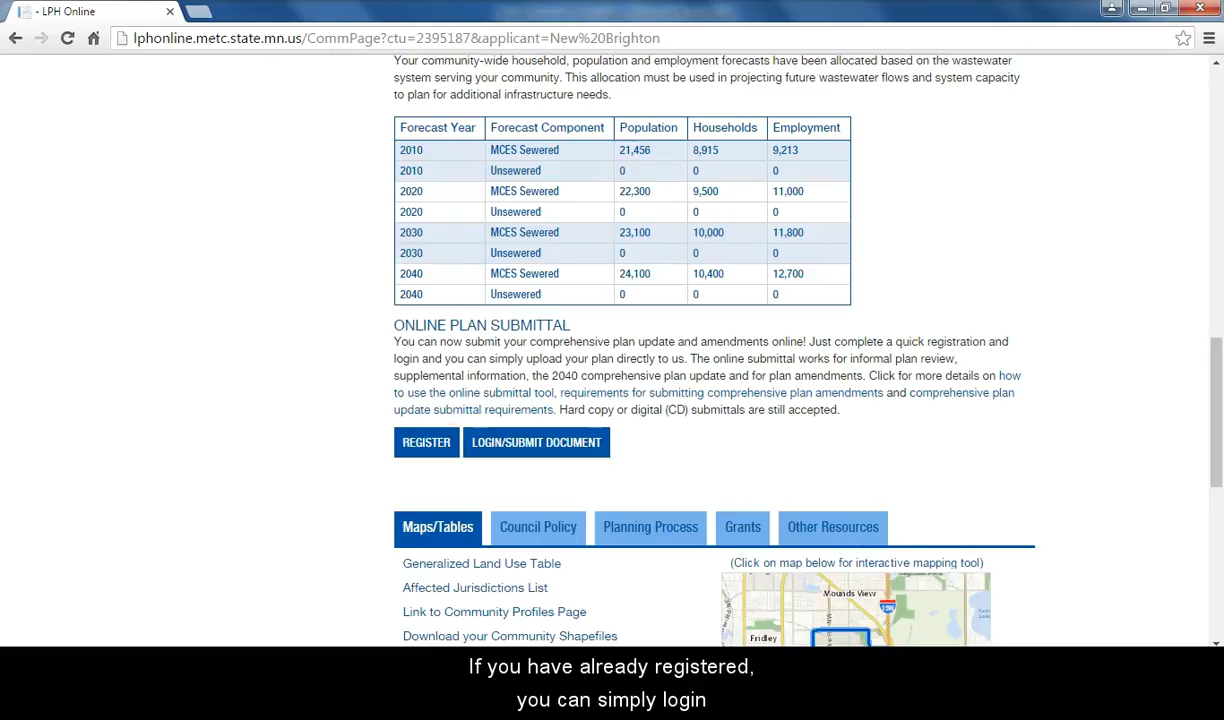 - LPH Online
lphonline.metc.state.mn.us/CommPage?ctu=2395187&applicant=New%20Brighton
Your community-wide household, population and employment forecasts have been allocated based on the wastewater
system serving your community. This allocation must be used in projecting future wastewater flows and system capacity
to plan for additional infrastructure needs.
Forecast Year Forecast Component Population Households Employment
2010 MCES Sewered 21,456 8,915 9,213
2010 Unsewered 0 0 0
2020 MCES Sewered 22,300 9,500 11,000
2020 Unsewered 0 0 0
2030 MCES Sewered 23,100 10,000 11,800
2030 Unsewered 0 0 0
2040 MCES Sewered 24,100 10,400 12,700
2040 Unsewered 0 0 0
ONLINE PLAN SUBMITTAL
You can now submit your comprehensive plan update and amendments online! Just complete a quick registration and
login and you can simply upload your plan directly to us. The online submittal works for informal plan review,
supplemental information, the 2040 comprehensive plan update and for plan amendments. Click for more details on how
to use the online submittal tool, requirements for submitting comprehensive plan amendments and comprehensive plan
update submittal requirements. Hard copy or digital (CD) submittals are still accepted.
REGISTER LOGIN/SUBMIT DOCUMENT
Maps/Tables Council Policy Planning Process Grants Other Resources
Generalized Land Use Table
Affected Jurisdictions List
Link to Community Profiles Page
Download your Community Shapefiles
(Click on map below for interactive mapping tool)
Mounds View
Fridley
If you have already registered,
you can simply login